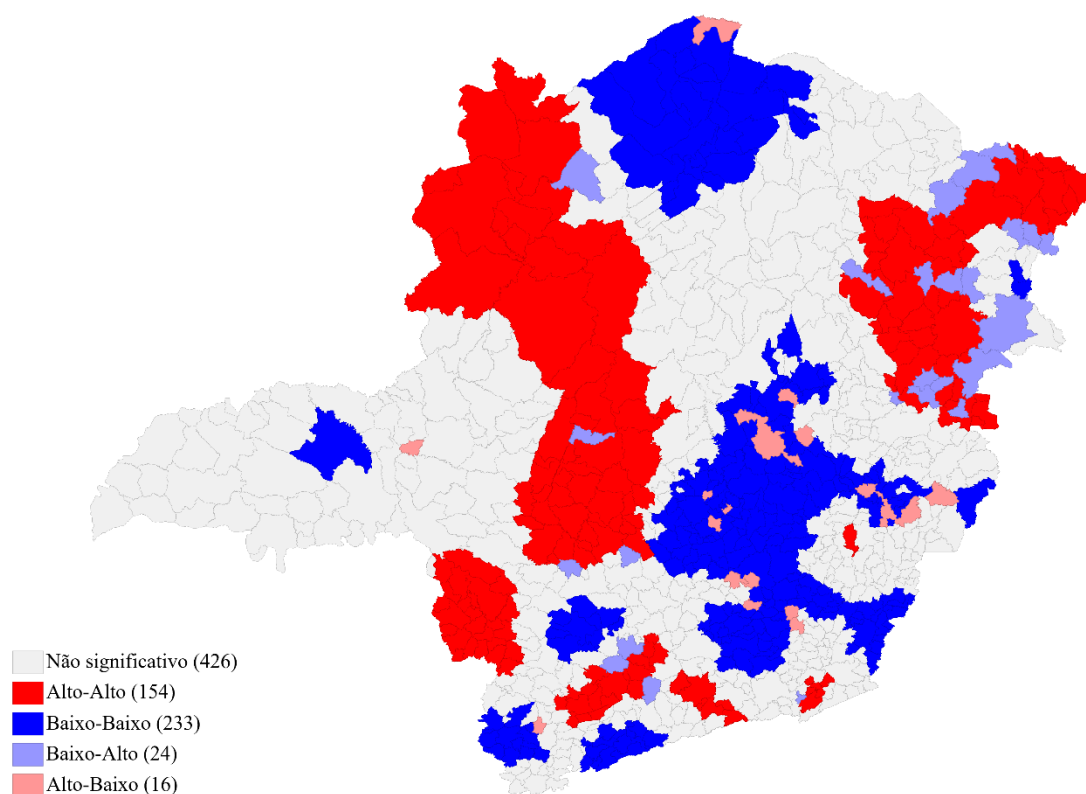 Não significativo (426)
Alto-Alto (154)
Baixo-Baixo (233)
Baixo-Alto (24)
Alto-Baixo (16)